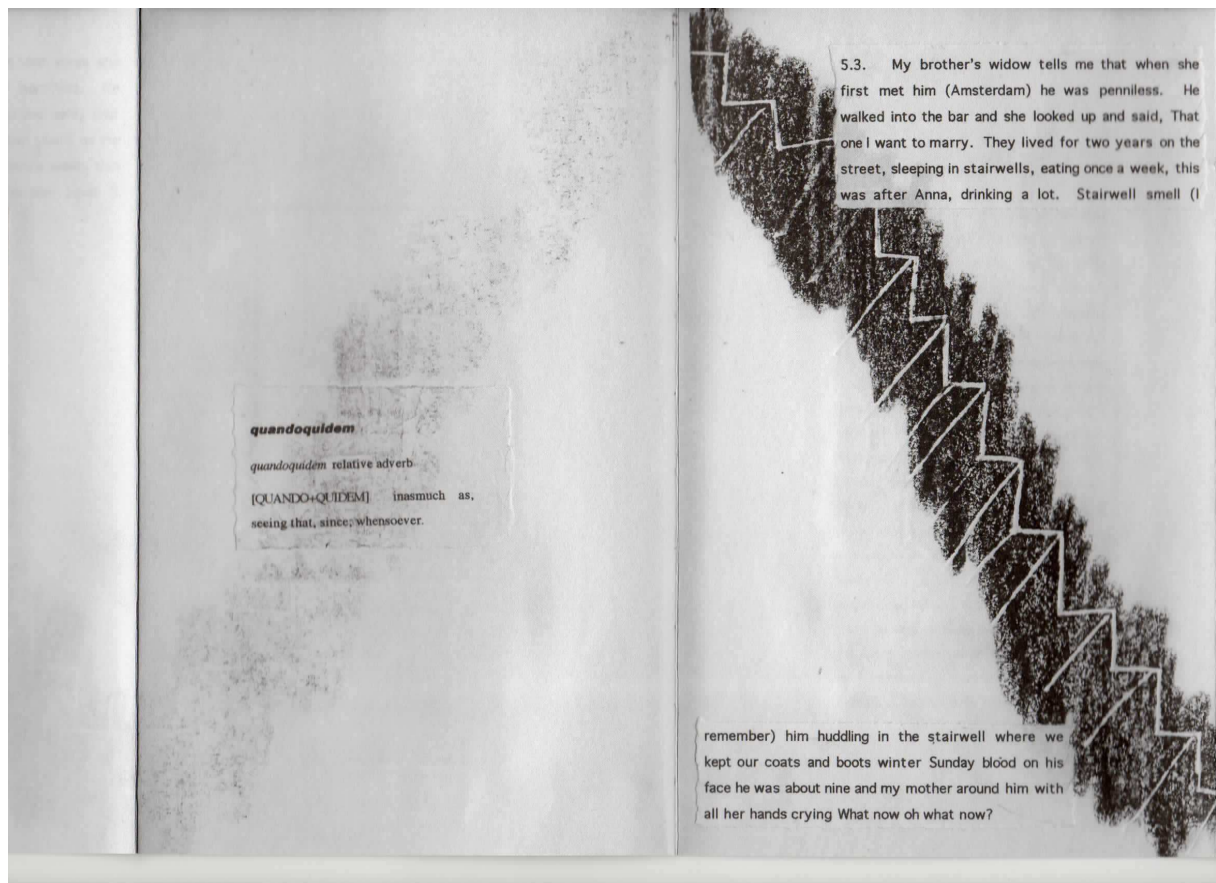 quandoquidem
quandoquidem relative adverb
[QUANDO+QUIDEM] inasmuch as,
seeing that, since; whensoever.
5.3. My brother's widow tells me that when she
first met him (Amsterdam) he was penniless. He
walked into the bar and she looked up and said, That
one I want to marry. They lived for two years on the
street, sleeping in stairwells, eating once a week, this
was after Anna, drinking a lot. Stairwell smell (I
remember) him huddling in the stairwell where we
kept our coats and boots winter Sunday blood on his
face he was about nine and my mother around him with
all her hands crying What now oh what now?